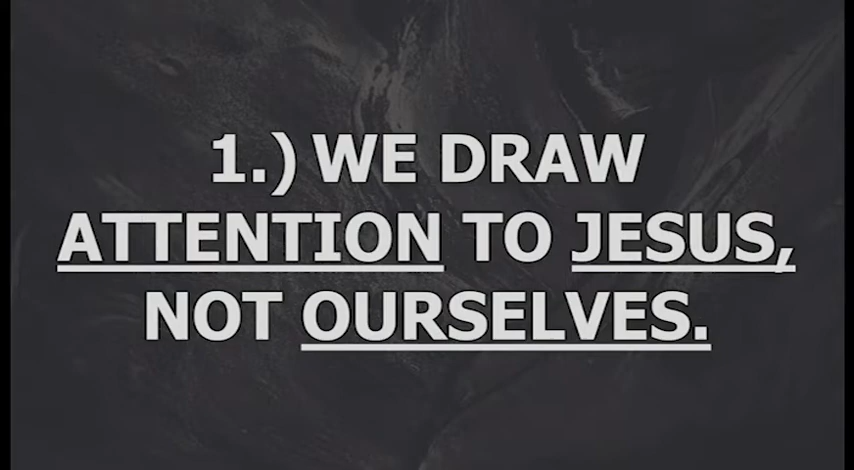 1.) WE DRAW
ATTENTION TO JESUS,
NOT OURSELVES.